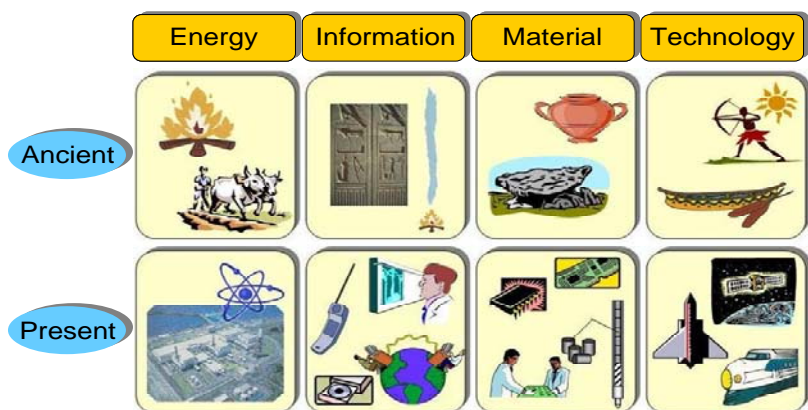 Energy
Information
Material
Technology
Ancient
Present